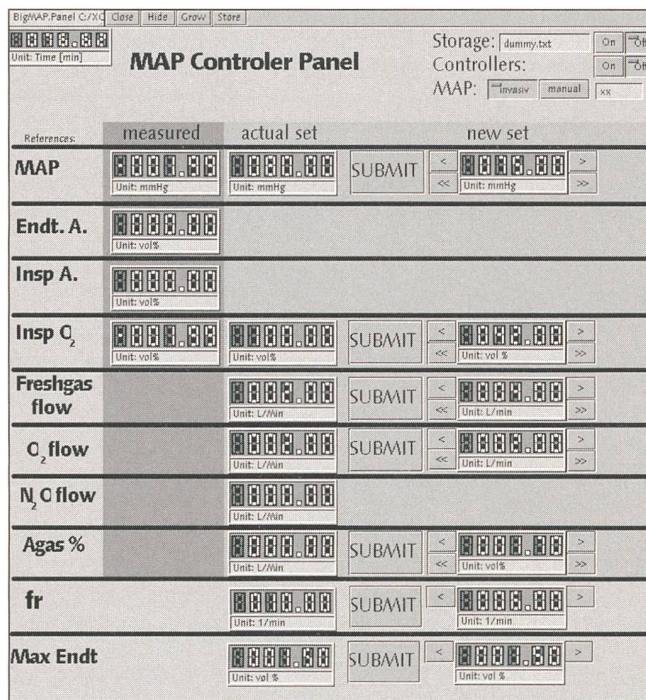 BigMAP.Panel C:/XC Close Hide Grow Store
Unit: Time [min]
MAP Controler Panel
Storage: dummy.txt On Off
Controllers: On Off
MAP: invasiv manual xx
References: measured actual set new set
MAP SUBMIT < >
<< >>
Unit: mmHg Unit: mmHg Unit: mmHg
Endt. A.
Unit: vol%
Insp A.
Unit: vol%
Insp O₂ SUBMIT < >
<< >>
Unit: vol% Unit: vol% Unit: vol %
Freshgas flow SUBMIT < >
<< >>
Unit: L/Min Unit: L/min
O₂ flow SUBMIT < >
<< >>
Unit: L/Min Unit: L/min
N₂O flow
Unit: L/Min
Agas % SUBMIT < >
<< >>
Unit: L/Min Unit: vol%
fr SUBMIT < >
Unit: 1/min Unit: 1/min
Max Endt SUBMIT < >
Unit: vol % Unit: vol %